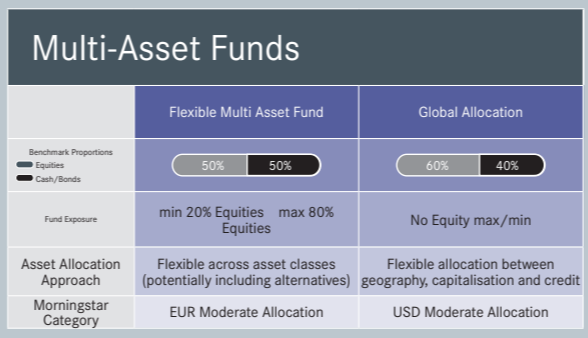 Multi-Asset Funds
Flexible Multi Asset Fund
Global Allocation
Benchmark Proportions
Equities
Cash/Bonds
50% 50%
60% 40%
Fund Exposure
min 20% Equities max 80%
Equities
No Equity max/min
Asset Allocation
Approach
Flexible across asset classes
(potentially including alternatives)
Flexible allocation between
geography, capitalisation and credit
Morningstar
Category
EUR Moderate Allocation
USD Moderate Allocation